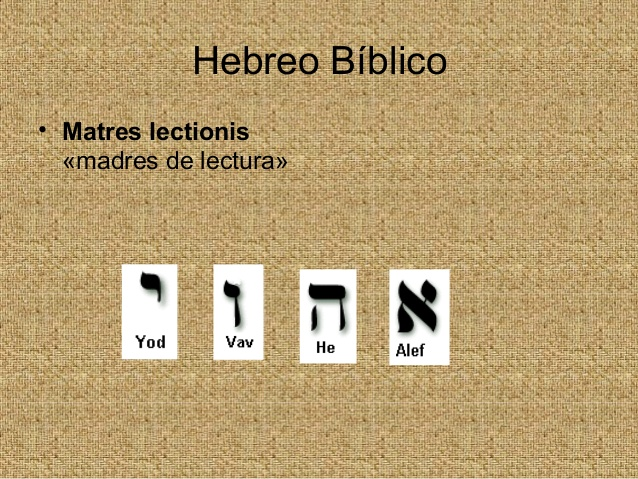 Hebreo Bíblico
• Matres lectionis
«madres de lectura»
י ו ה א
Yod Vav He Alef